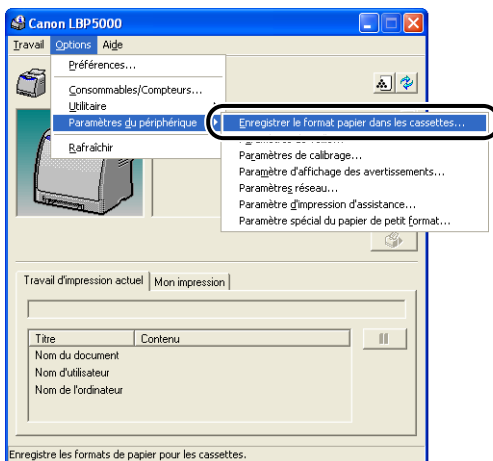 Canon LBP5000
Travail Options Aide
Préférences...
Consommables/Compteurs...
Utilitaire
Paramètres du périphérique
Rafraîchir
Enregistrer le format papier dans les cassettes...
Paramètres de calibrage...
Paramètre d'affichage des avertissements...
Paramètres réseau...
Paramètre d'impression d'assistance...
Paramètre spécial du papier de petit format...
Travail d'impression actuel Mon impression
Titre Contenu
Nom du document
Nom d'utilisateur
Nom de l'ordinateur
Enregistre les formats de papier pour les cassettes.